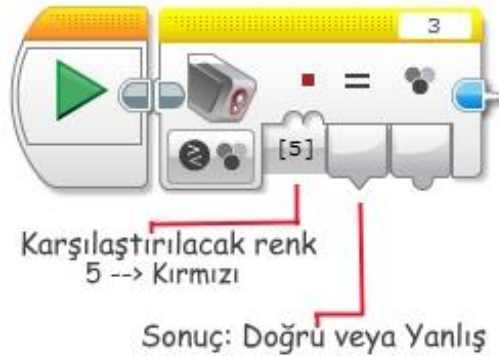 3
[5]
Karşılaştırılacak renk
5 --> Kırmızı
Sonuç: Doğru veya Yanlış